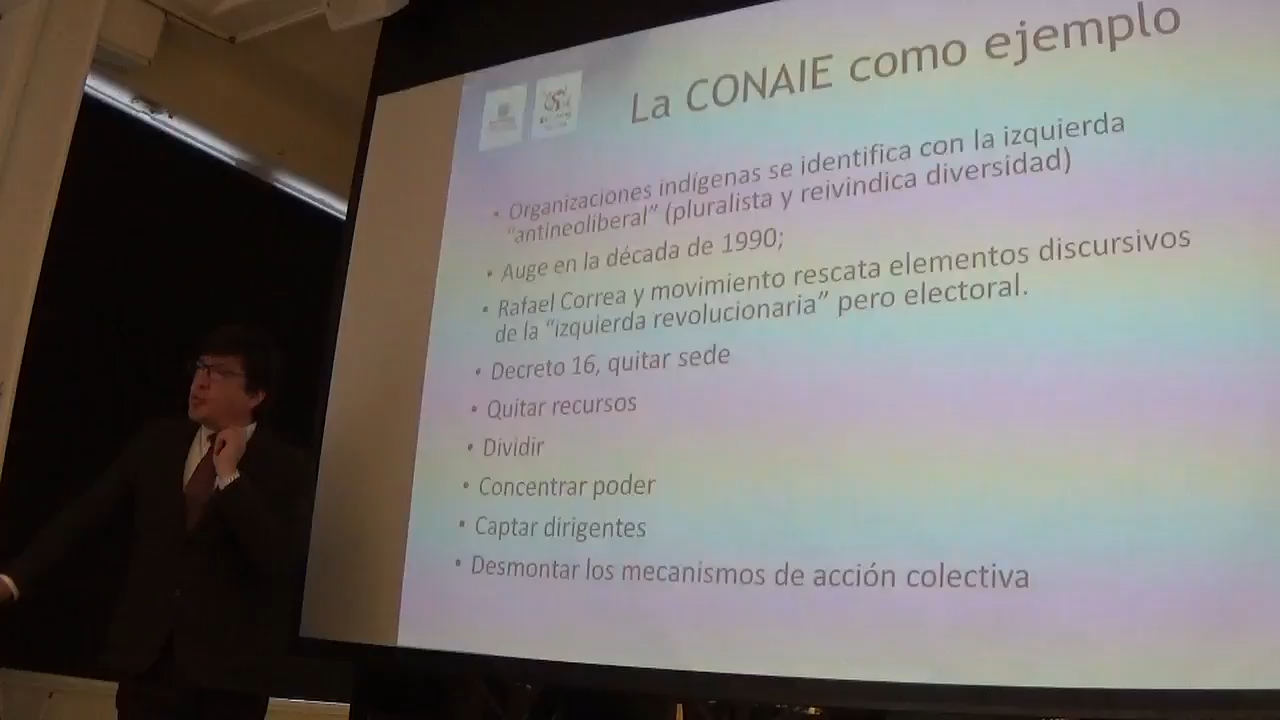 La CONAIE como ejemplo
• Organizaciones indígenas se identifica con la izquierda
"antineoliberal" (pluralista y reivindica diversidad)
• Auge en la década de 1990;
• Rafael Correa y movimiento rescata elementos discursivos
de la "izquierda revolucionaria" pero electoral.
• Decreto 16, quitar sede
• Quitar recursos
• Dividir
• Concentrar poder
• Captar dirigentes
• Desmontar los mecanismos de acción colectiva